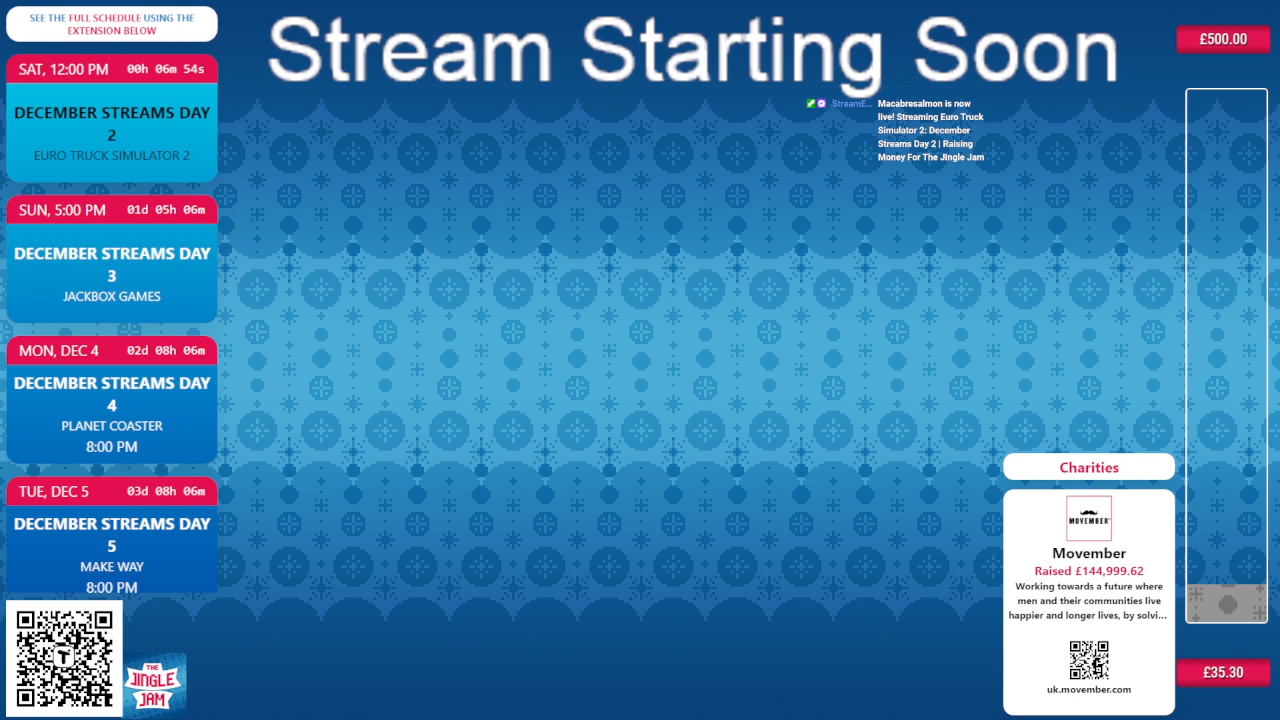 SEE THE FULL SCHEDULE USING THE
EXTENSION BELOW
SAT, 12:00 PM 00h 06m 54s
DECEMBER STREAMS DAY
2
EURO TRUCK SIMULATOR 2
SUN, 5:00 PM 01d 05h 06m
DECEMBER STREAMS DAY
3
JACKBOX GAMES
MON, DEC 4 02d 08h 06m
DECEMBER STREAMS DAY
4
PLANET COASTER
8:00 PM
TUE, DEC 5 03d 08h 06m
DECEMBER STREAMS DAY
5
MAKE WAY
8:00 PM
THE
JINGLE
JAM
Stream Starting Soon
StreamE... Macabresalmon is now
live! Streaming Euro Truck
Simulator 2: December
Streams Day 2 | Raising
Money For The Jingle Jam
£500.00
Charities
MOVEMBER
Movember
Raised £144,999.62
Working towards a future where
men and their communities live
happier and longer lives, by solvi...
uk.movember.com
£35.30